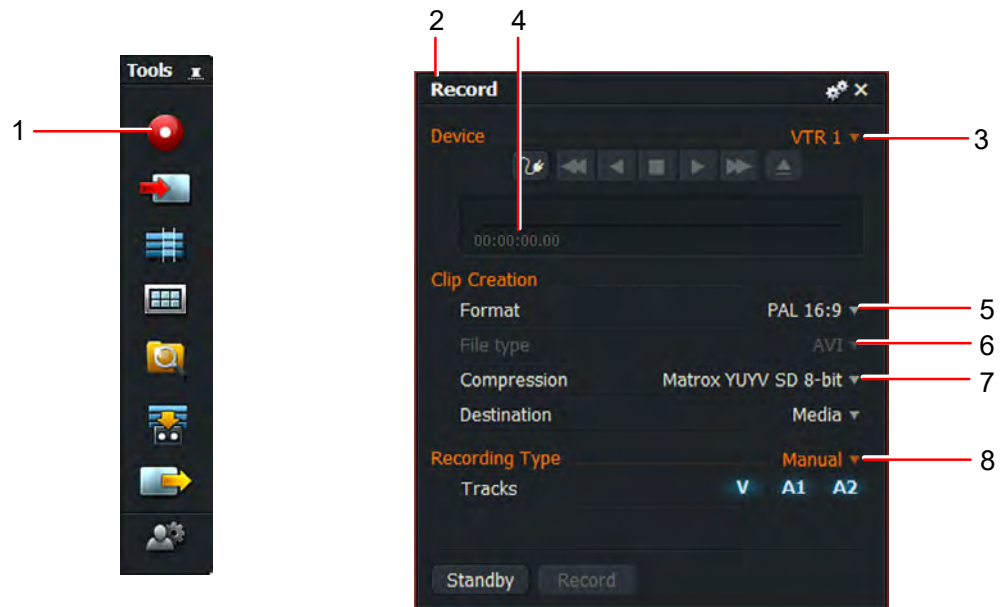 2 4
Tools
1
Record
Device VTR 1
3
00:00:00.00
Clip Creation
Format PAL 16:9
5
File type AVI
6
Compression Matrox YUYV SD 8-bit
7
Destination Media
Recording Type Manual
8
Tracks V A1 A2
Standby Record